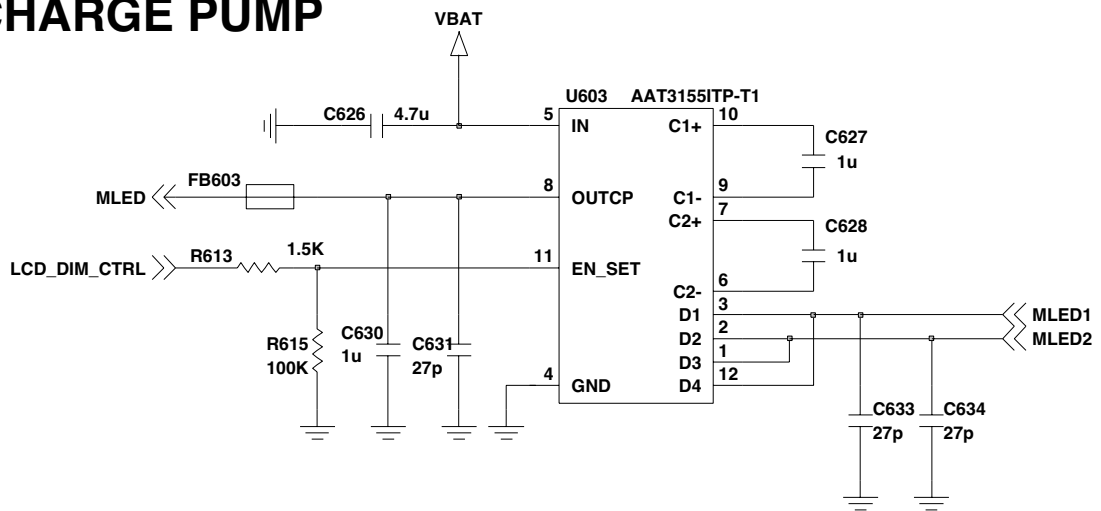 CHARGE PUMP
VBAT
U603 AAT3155ITP-T1
C626 4.7u 5 IN C1+ 10
C627
1u
FB603
MLED 8 OUTCP C1- 9
C2+ 7
C628
1u
LCD_DIM_CTRL R613 1.5K 11 EN_SET
C2- 6
D1 3 MLED1
D2 2 MLED2
R615 C630 C631 D3 1
100K 1u 27p
4 GND D4 12
C633 C634
27p 27p